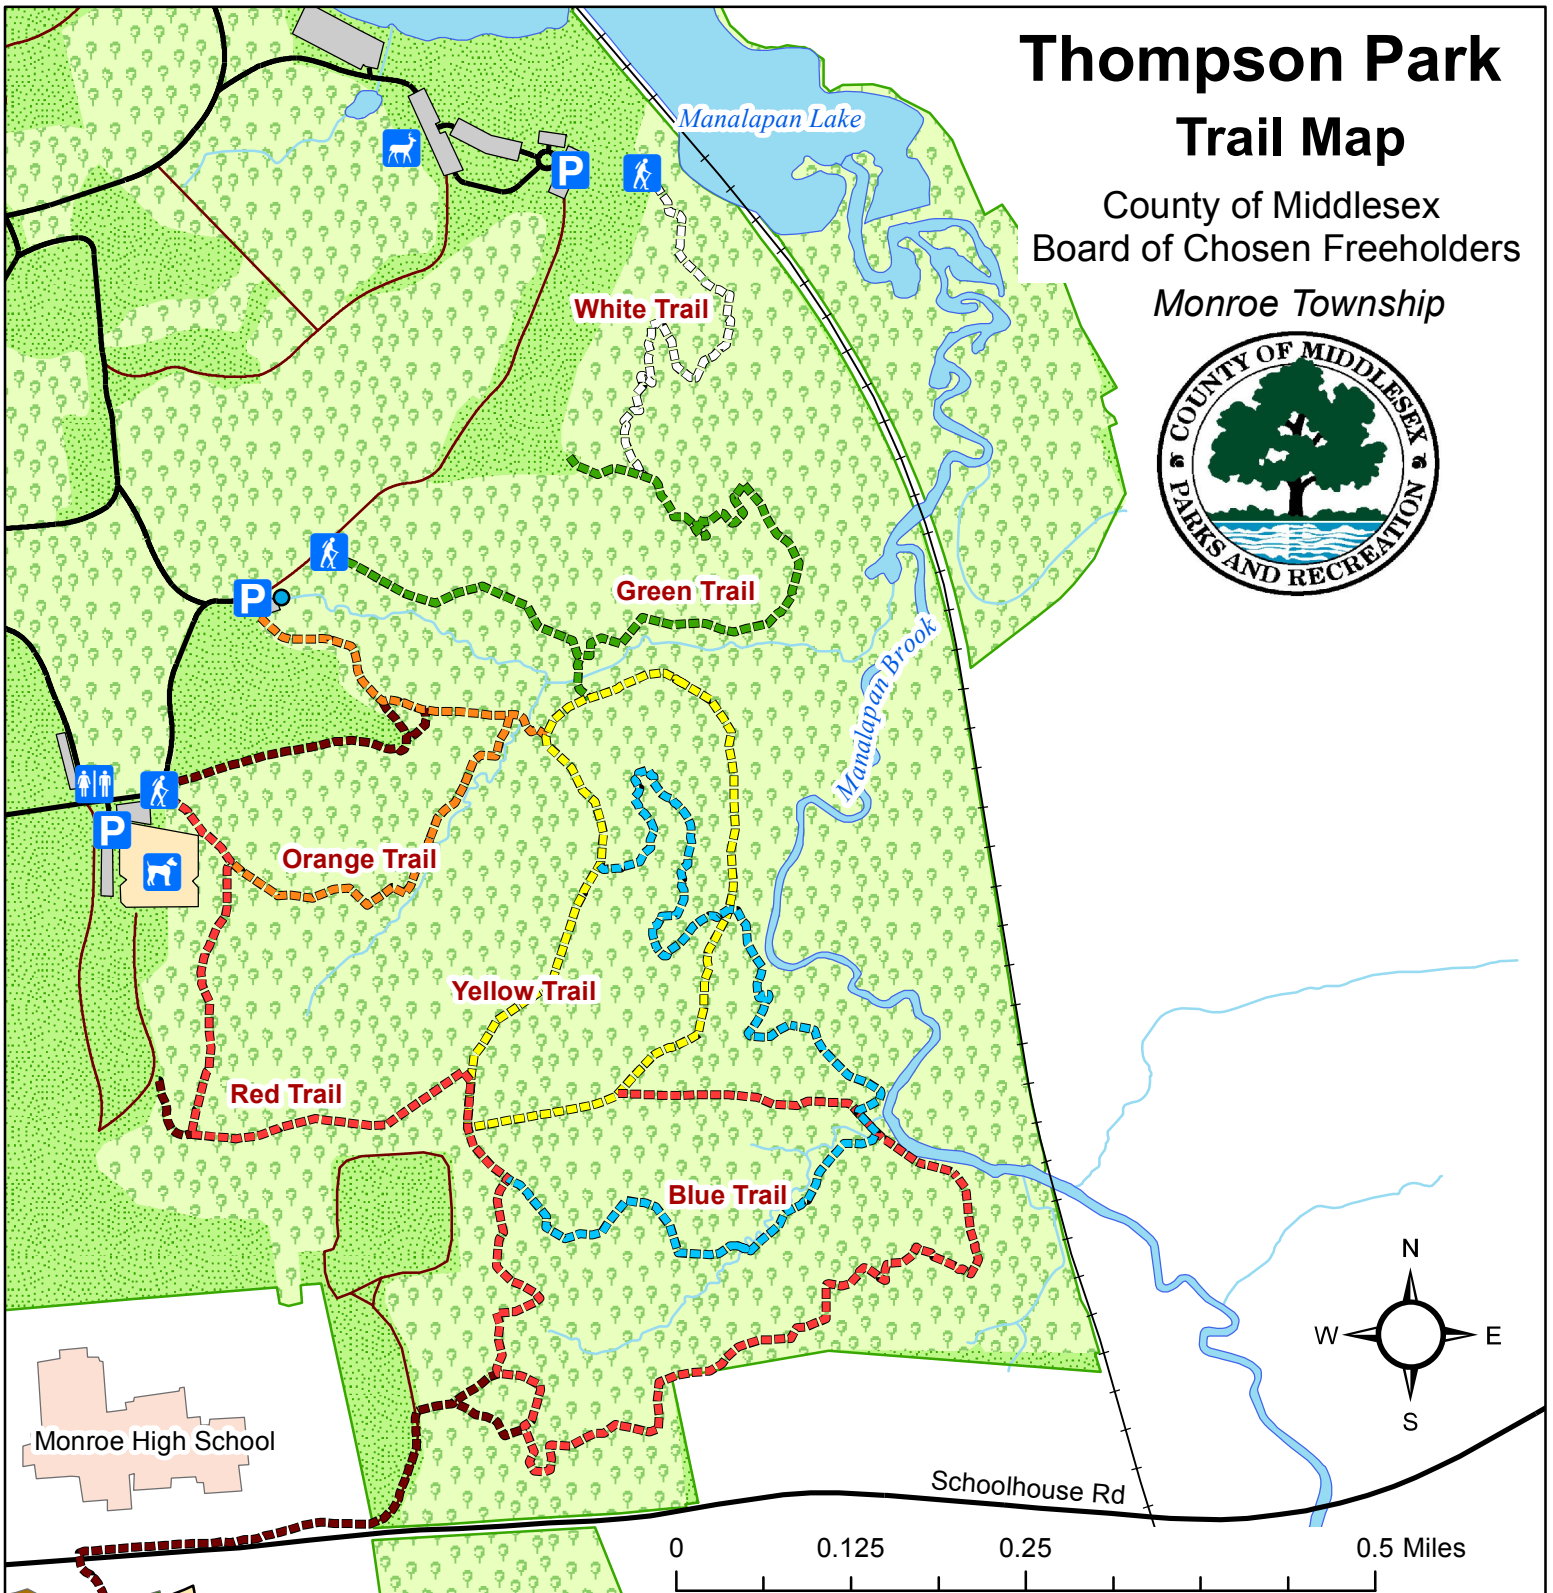 Thompson Park
Trail Map
County of Middlesex
Board of Chosen Freeholders
Monroe Township
COUNTY OF MIDDLESEX
PARKS AND RECREATION
Manalapan Lake
P
White Trail
Green Trail
P
Manalapan Brook
P
Orange Trail
Yellow Trail
Red Trail
Blue Trail
N
W E
S
Monroe High School
Schoolhouse Rd
0 0.125 0.25 0.5 Miles